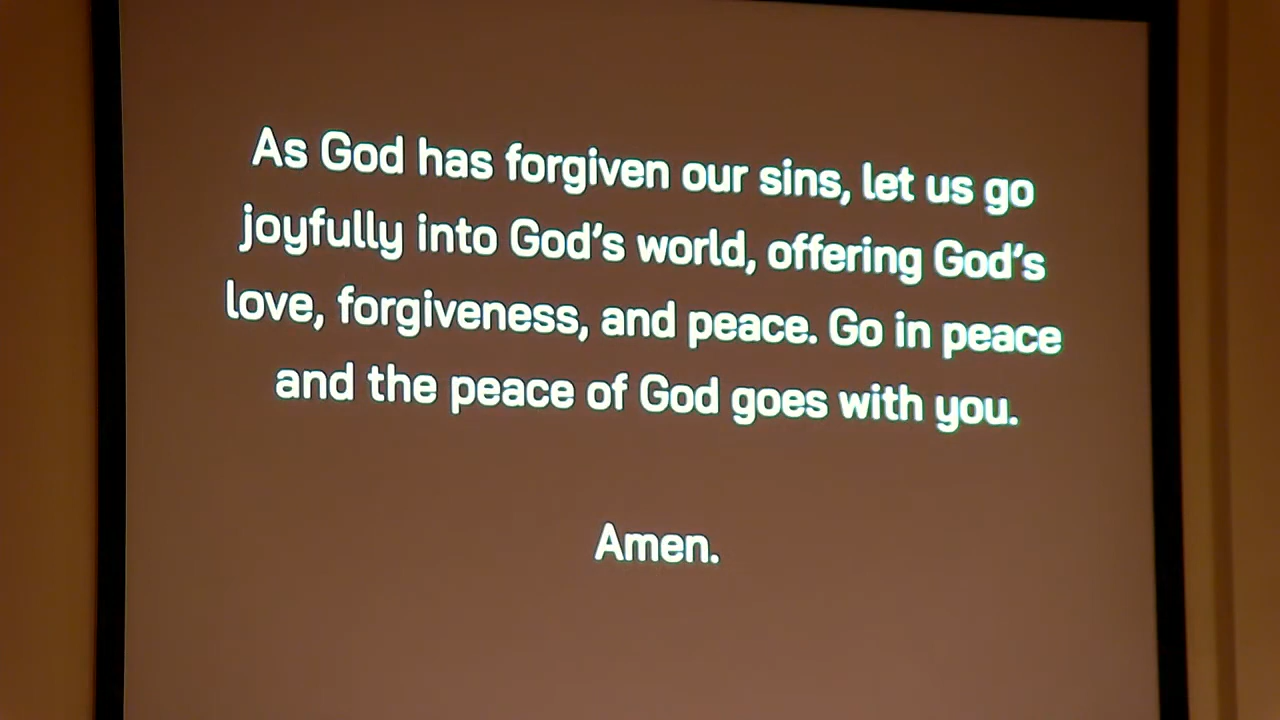 As God has forgiven our sins, let us go
joyfully into God's world, offering God's
love, forgiveness, and peace. Go in peace
and the peace of God goes with you.
Amen.